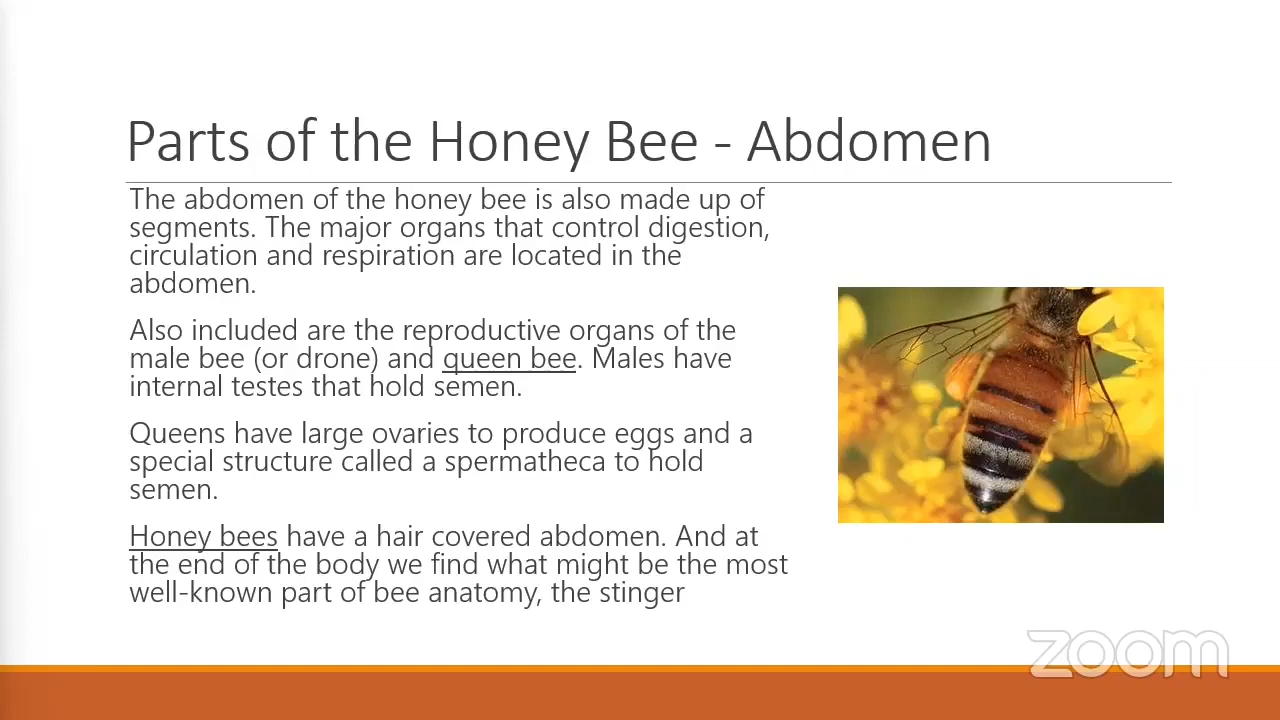 Parts of the Honey Bee - Abdomen
The abdomen of the honey bee is also made up of
segments. The major organs that control digestion,
circulation and respiration are located in the
abdomen.
Also included are the reproductive organs of the
male bee (or drone) and queen bee. Males have
internal testes that hold semen.
Queens have large ovaries to produce eggs and a
special structure called a spermatheca to hold
semen.
Honey bees have a hair covered abdomen. And at
the end of the body we find what might be the most
well-known part of bee anatomy, the stinger
zoom